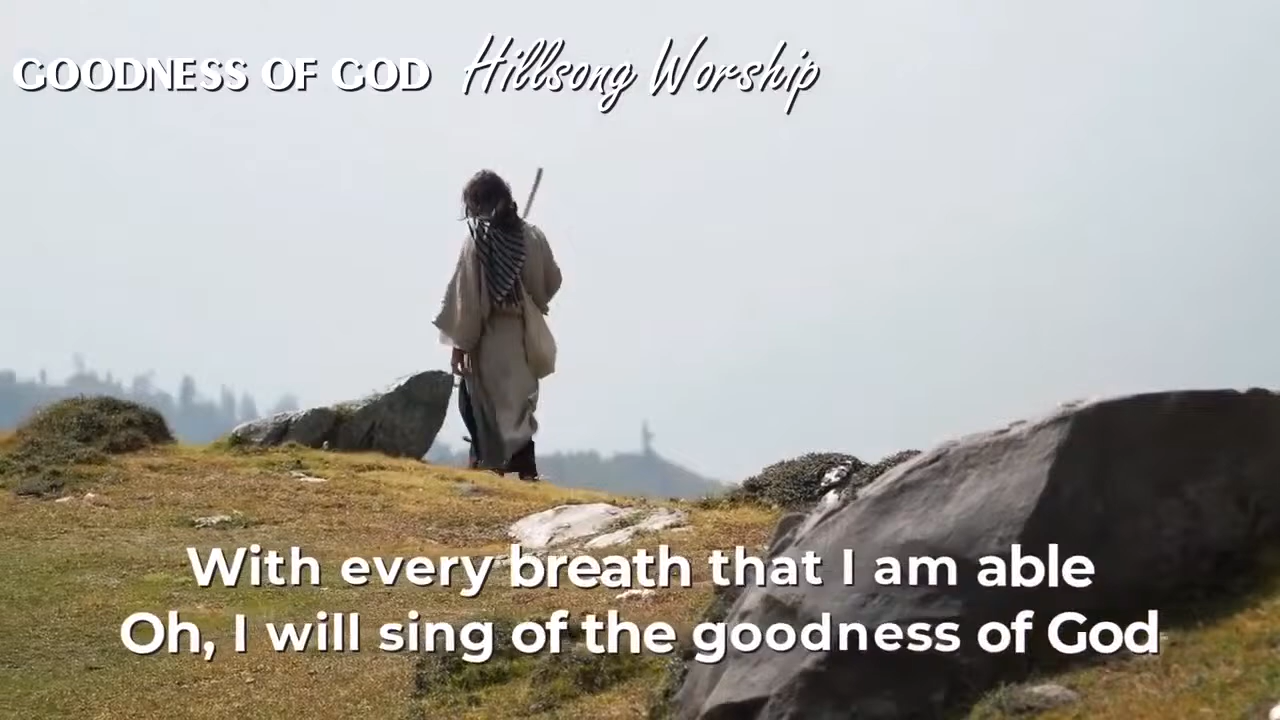 GOODNESS OF GOD Hillsong Worship
With every breath that I am able
Oh, I will sing of the goodness of God